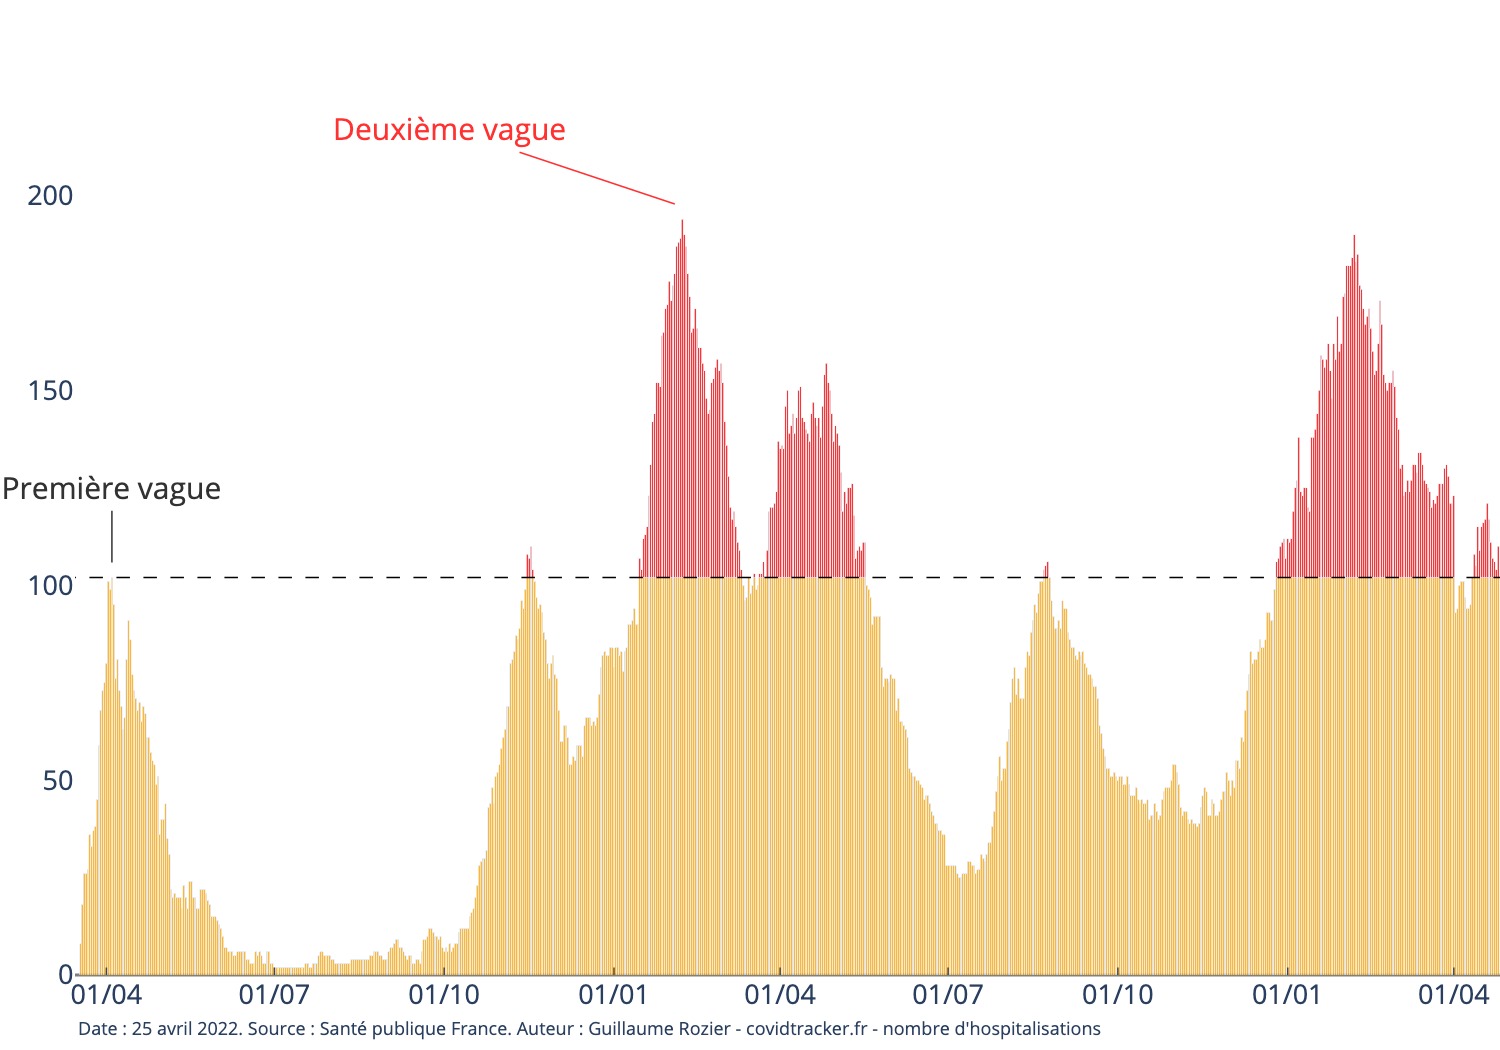 Deuxième vague
200
150
Première vague
100
50
0
01/04 01/07 01/10 01/01 01/04 01/07 01/10 01/01 01/04
Date : 25 avril 2022. Source : Santé publique France. Auteur : Guillaume Rozier - covidtracker.fr - nombre d'hospitalisations